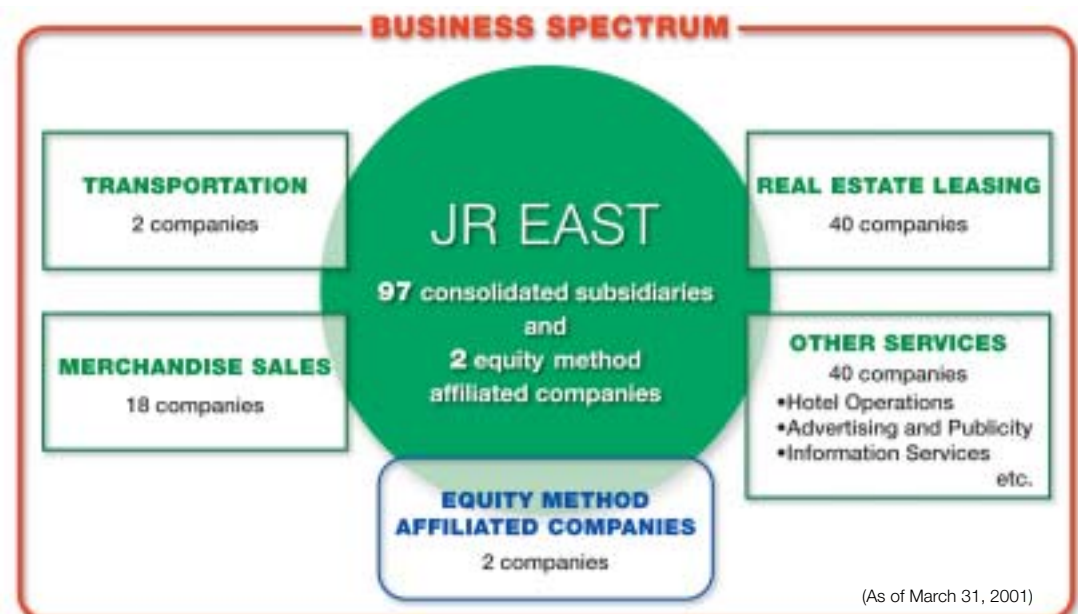 BUSINESS SPECTRUM
TRANSPORTATION
2 companies
MERCHANDISE SALES
18 companies
JR EAST
97 consolidated subsidiaries
and
2 equity method
affiliated companies
REAL ESTATE LEASING
40 companies
OTHER SERVICES
40 companies
•Hotel Operations
•Advertising and Publicity
•Information Services
etc.
EQUITY METHOD
AFFILIATED COMPANIES
2 companies
(As of March 31, 2001)